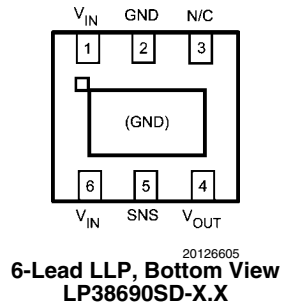 VIN GND N/C
1 2 3
(GND)
6 5 4
VIN SNS VOUT
20126605
6-Lead LLP, Bottom View
LP38690SD-X.X